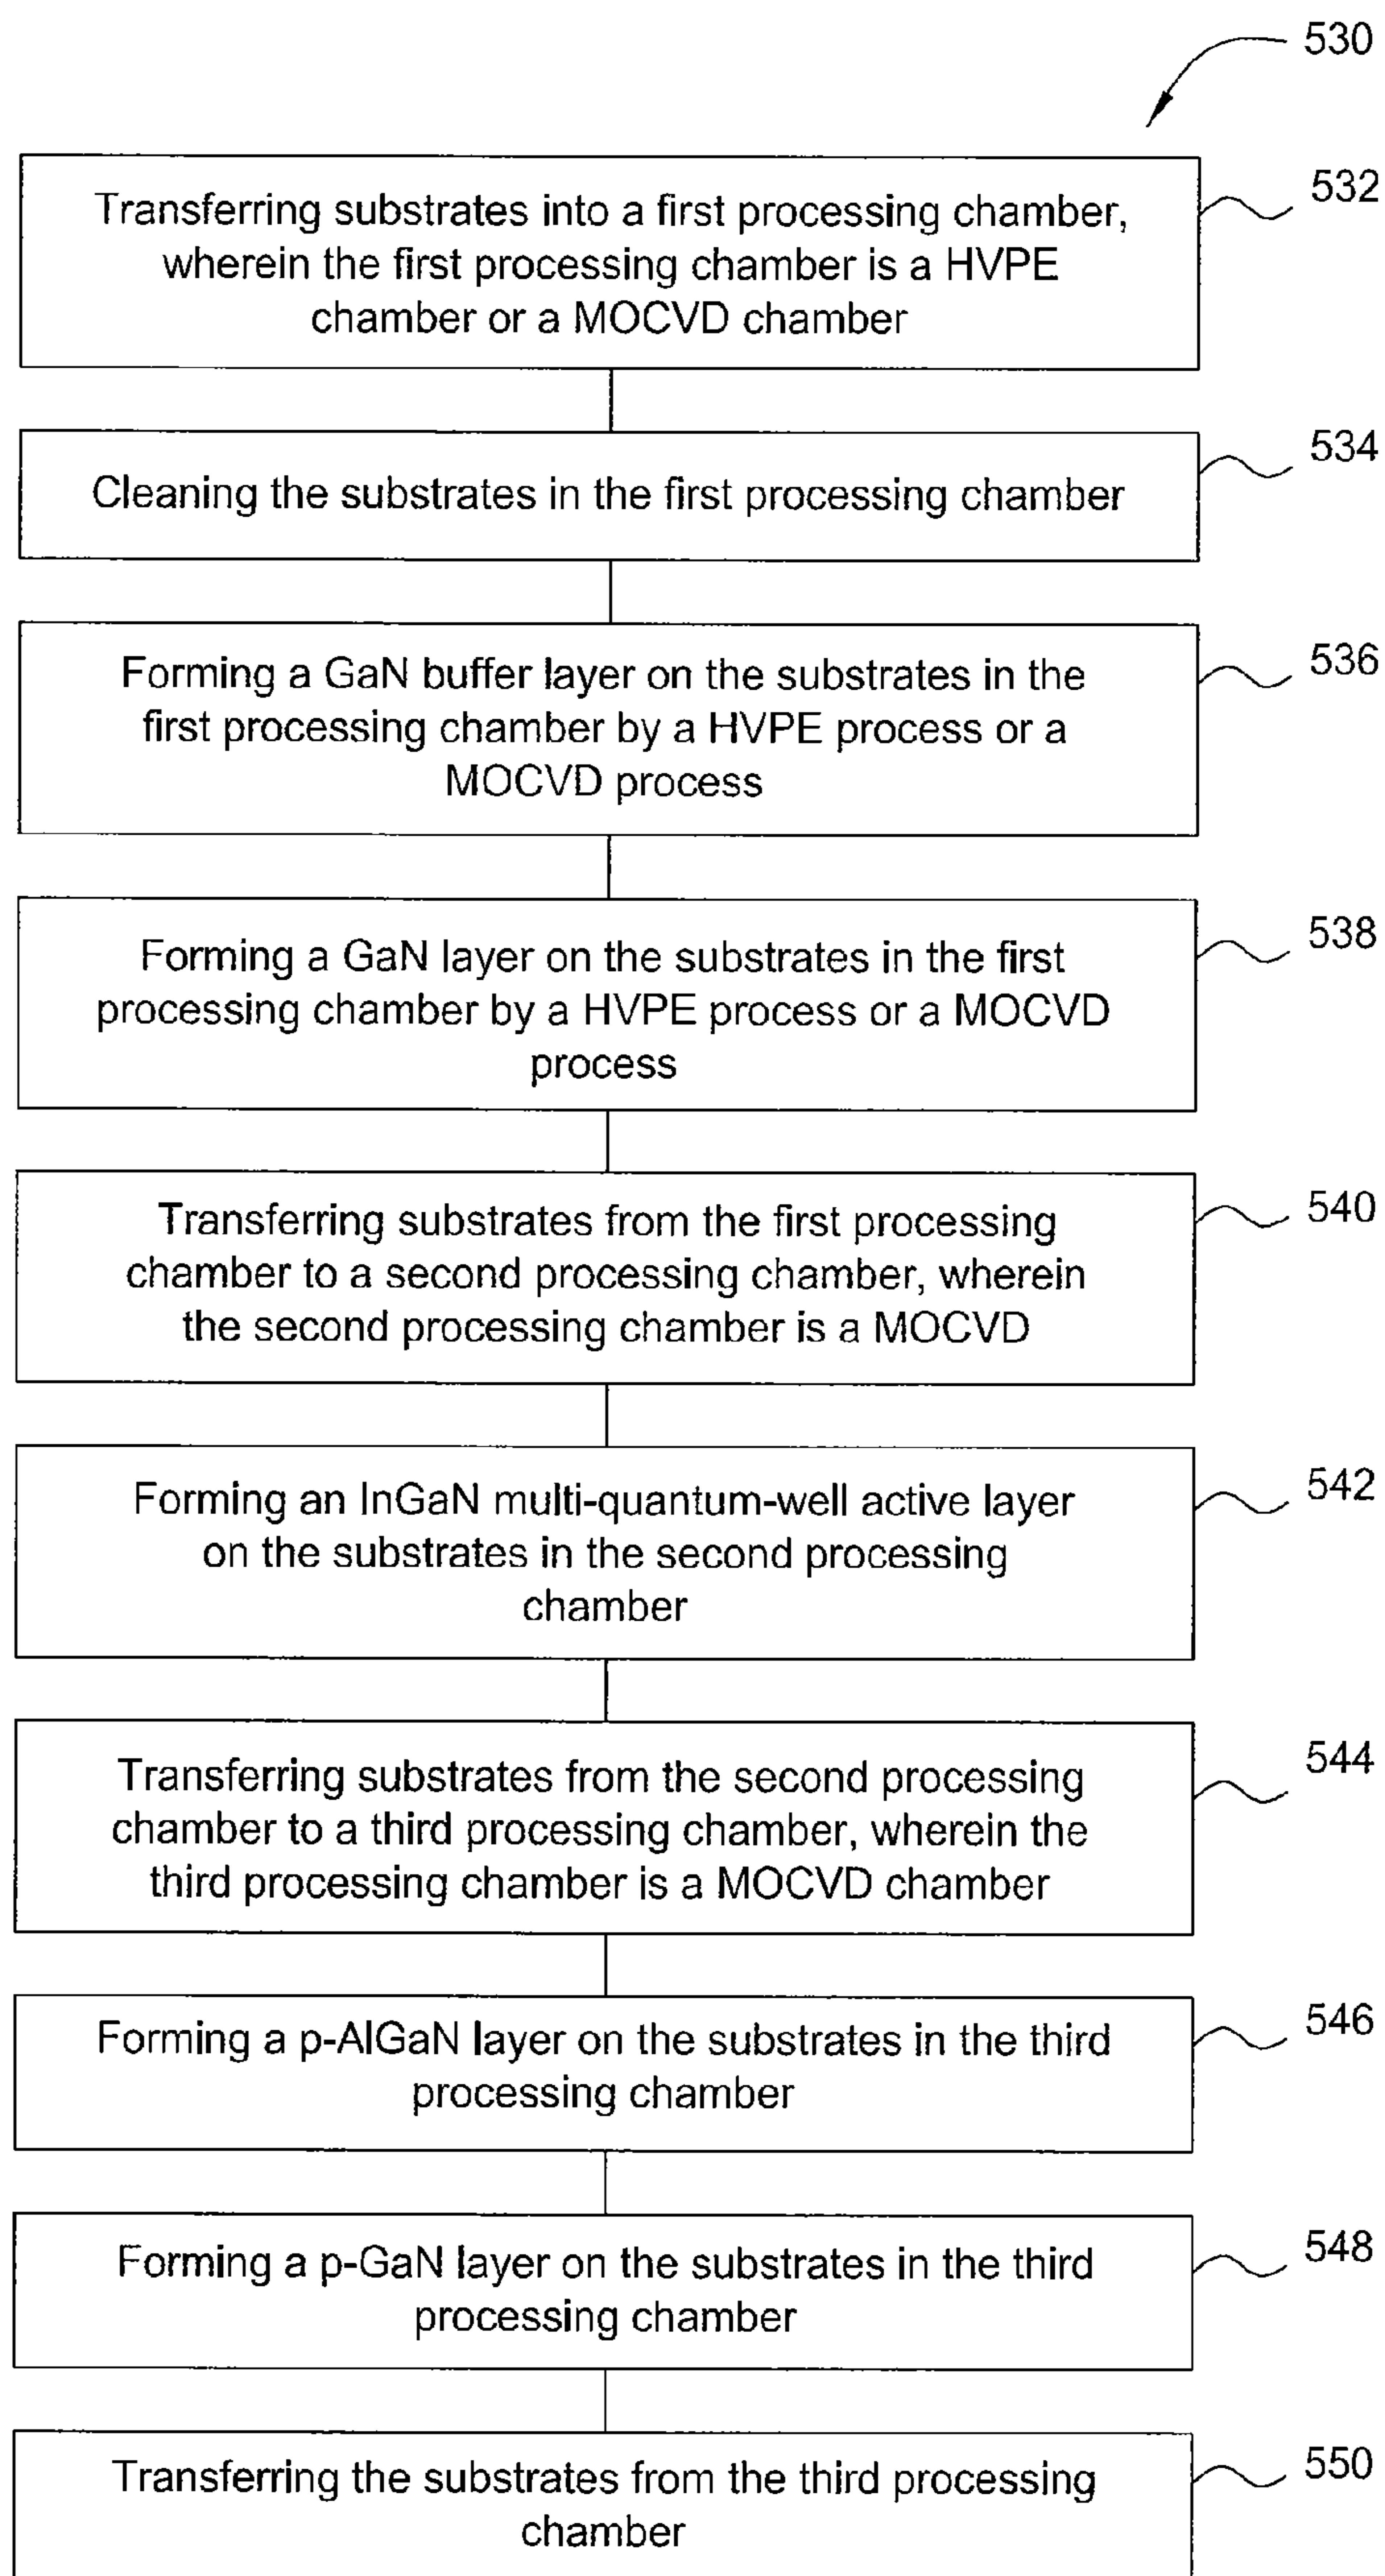 530
532
Transferring substrates into a first processing chamber,
wherein the first processing chamber is a HVPE
chamber or a MOCVD chamber
534
Cleaning the substrates in the first processing chamber
536
Forming a GaN buffer layer on the substrates in the
first processing chamber by a HVPE process or a
MOCVD process
538
Forming a GaN layer on the substrates in the first
processing chamber by a HVPE process or a MOCVD
process
540
Transferring substrates from the first processing
chamber to a second processing chamber, wherein
the second processing chamber is a MOCVD
542
Forming an InGaN multi-quantum-well active layer
on the substrates in the second processing
chamber
544
Transferring substrates from the second processing
chamber to a third processing chamber, wherein the
third processing chamber is a MOCVD chamber
546
Forming a p-AlGaN layer on the substrates in the third
processing chamber
548
Forming a p-GaN layer on the substrates in the third
processing chamber
550
Transferring the substrates from the third processing
chamber